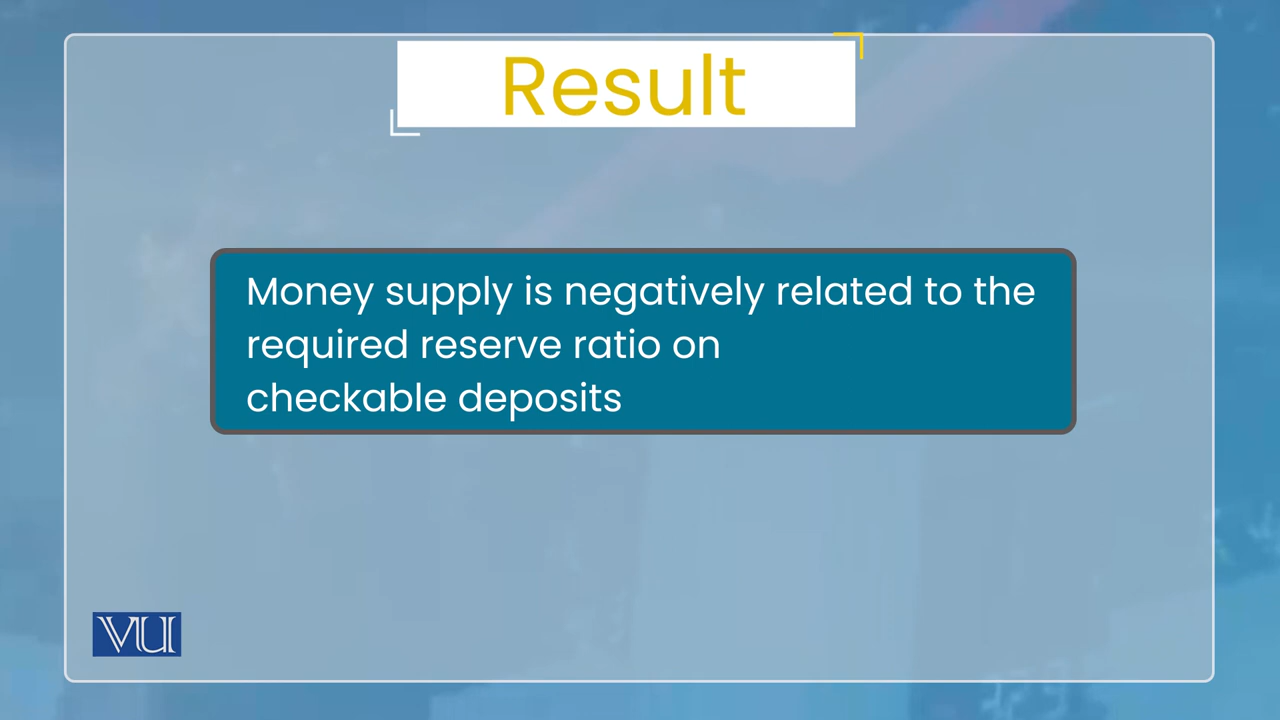 Result
Money supply is negatively related to the
required reserve ratio on
checkable deposits
VU